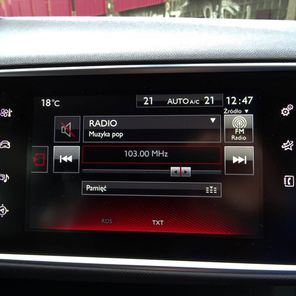 18°C 21 AUTO A/C 21 12:47
Źródło
RADIO
Muzyka pop
FM
Radio
103.00 MHz
Pamięć
RDS TXT